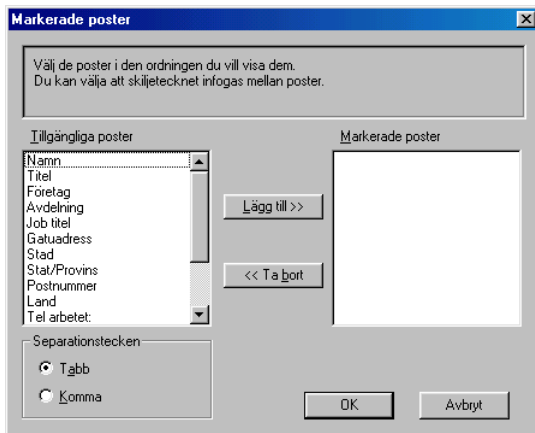 Markerade poster
Välj de poster i den ordningen du vill visa dem.
Du kan välja att skiljetecknet infogas mellan poster.
Tillgängliga poster
Markerade poster
Namn
Titel
Företag
Avdelning
Job titel
Gatuadress
Stad
Stat/Provins
Postnummer
Land
Tel arbetet:
Lägg till >>
<< Ta bort
Separationstecken
Tabb
Komma
OK
Avbryt